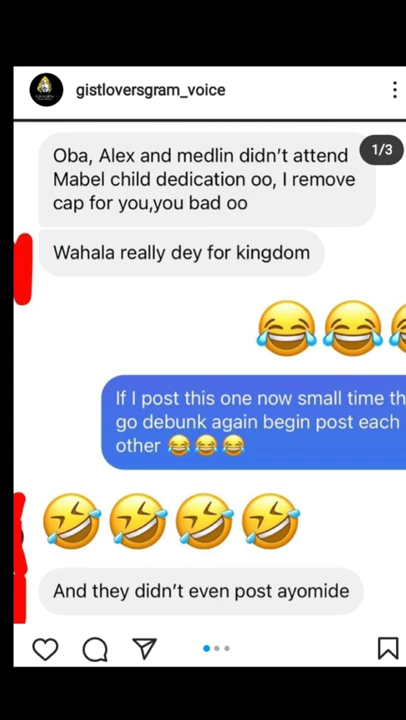 gistloversgram_voice
1/3
Oba, Alex and medlin didn't attend
Mabel child dedication oo, I remove
cap for you,you bad oo
Wahala really dey for kingdom
If I post this one now small time th
go debunk again begin post each
other 😂😂😂
And they didn't even post ayomide